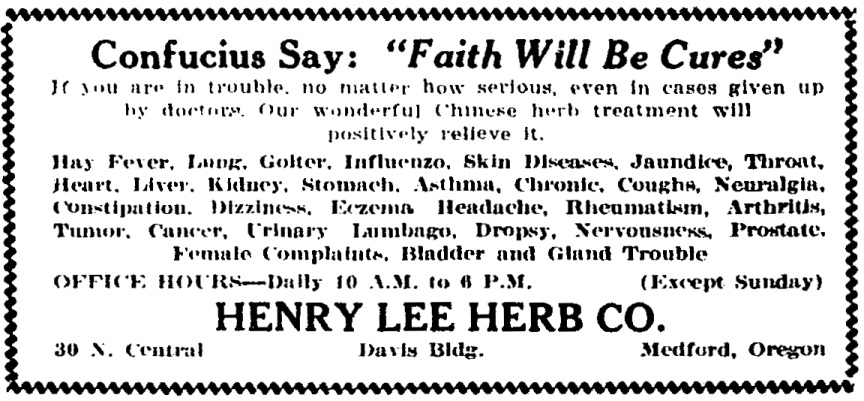 Confucius Say: "Faith Will Be Cures"
If you are in trouble, no matter how serious, even in cases given up
by doctors. Our wonderful Chinese herb treatment will
positively relieve it.
Hay Fever, Lung, Goiter, Influenzo, Skin Diseases, Jaundice, Throat,
Heart, Liver, Kidney, Stomach, Asthma, Chronic, Coughs, Neuralgia,
Constipation, Dizziness, Eczema Headache, Rheumatism, Arthritis,
Tumor, Cancer, Urinary Lumbago, Dropsy, Nervousness, Prostate,
Female Complaints, Bladder and Gland Trouble
OFFICE HOURS—Daily 10 A.M. to 6 P.M. (Except Sunday)
HENRY LEE HERB CO.
30 N. Central Davis Bldg. Medford, Oregon